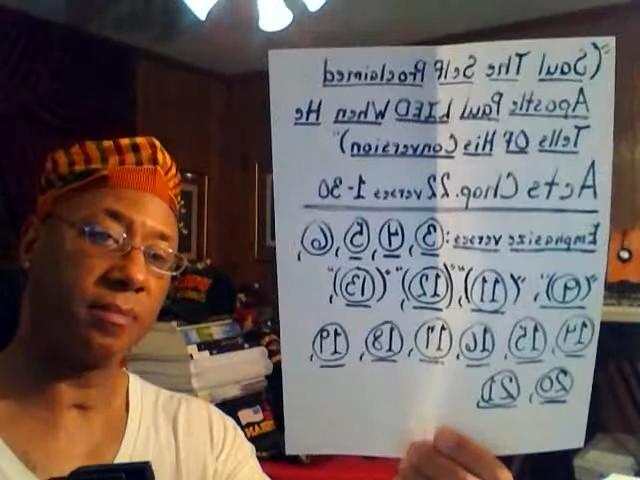 ("Saul The Self Proclaimed
Apostle Paul LIED When He
Tells OF His Conversion")
Acts Chap. 22 verses 1-30
Emphasize verses: 3, 4, 5, 6,
"(9)", "(11)", "(12)", "(13)",
14, 15, 16, 17, 18, 19,
20, 21